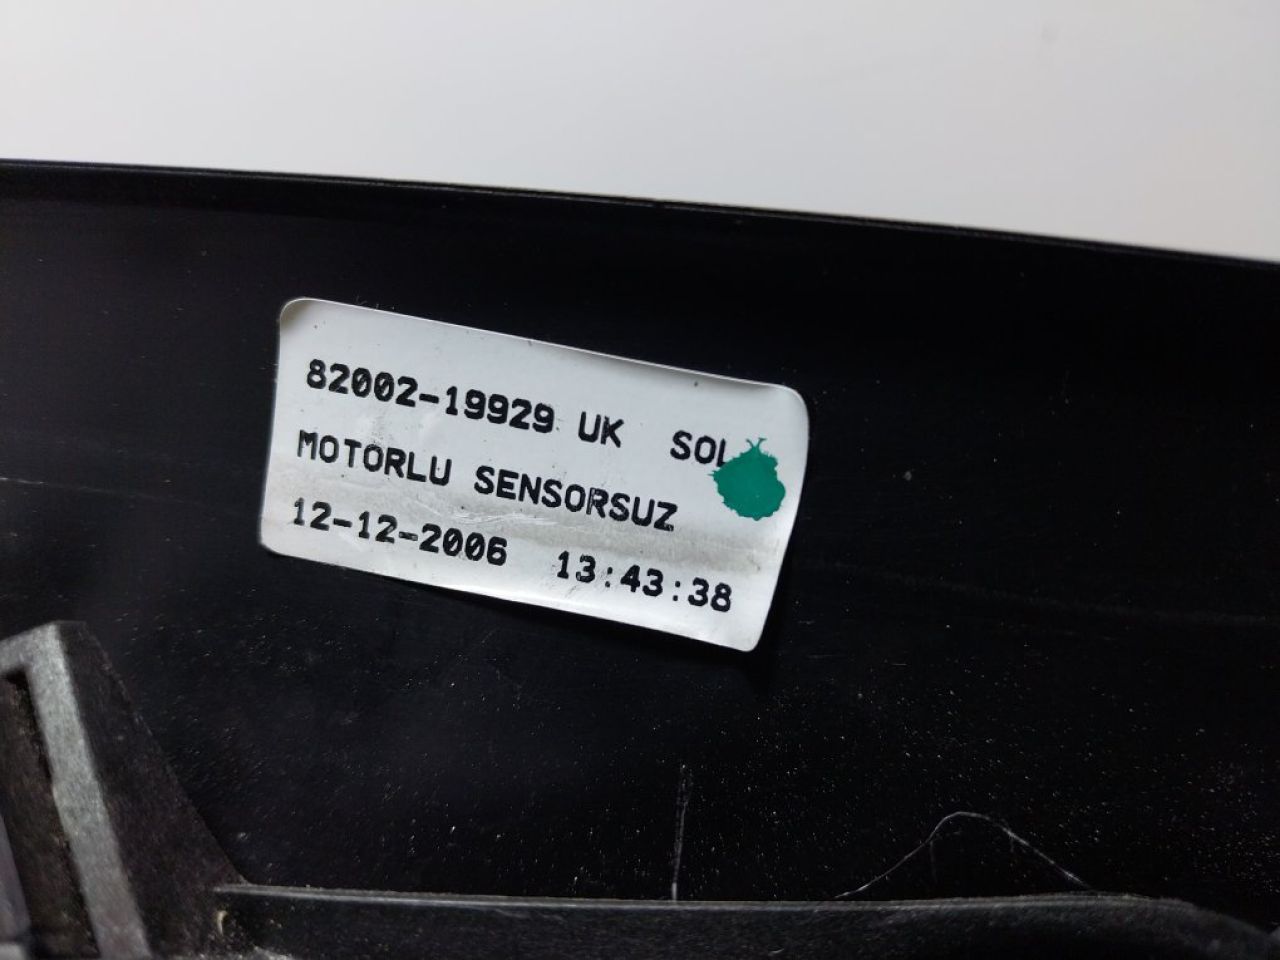 82002-19929 UK SOL
MOTORLU SENSORSUZ
12-12-2006 13:43:38